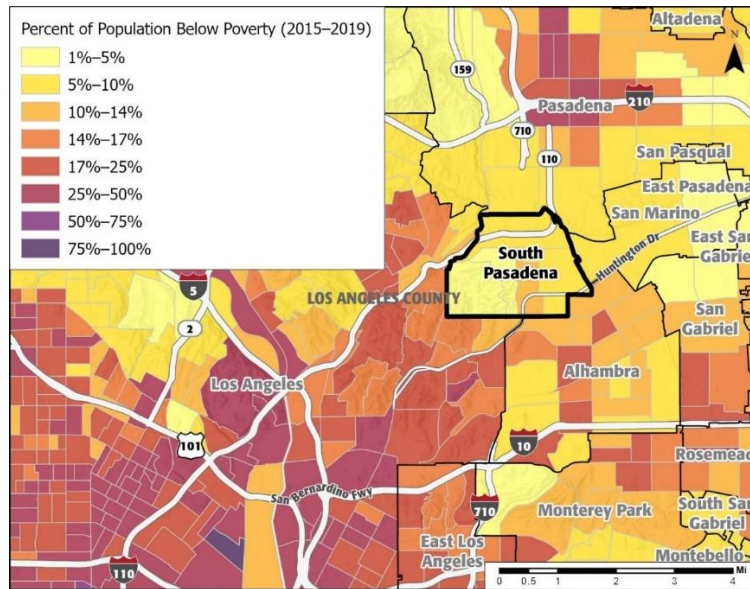 Percent of Population Below Poverty (2015–2019)
1%–5%
5%–10%
10%–14%
14%–17%
17%–25%
25%–50%
50%–75%
75%–100%
Altadena
N
159
Pasadena
210
710
110
San Pasqual
East Pasadena
San Marino
South
Pasadena
Huntington Dr
East San
Gabriel
5
LOS ANGELES COUNTY
2
San
Gabriel
Los Angeles
Alhambra
101
10
Rosemead
San Bernardino Fwy
710
Monterey Park
South San
Gabriel
East Los
Angeles
Montebello
110
Mi
0 0.5 1 2 3 4